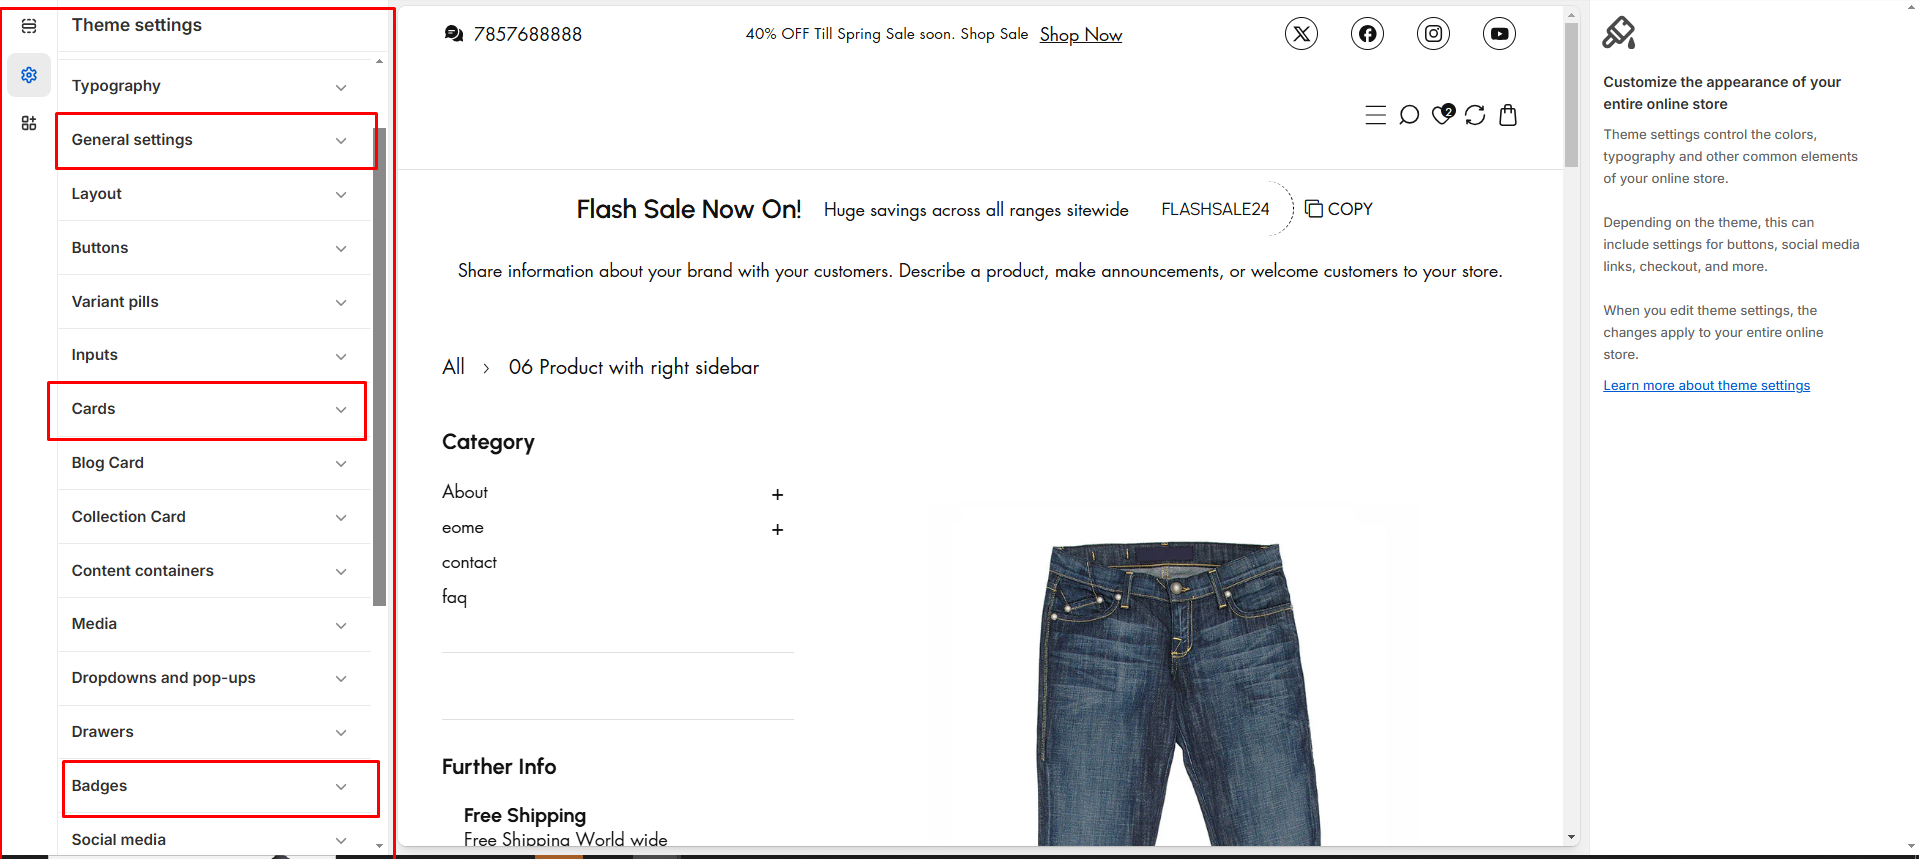 Theme settings
Typography
General settings
Layout
Buttons
Variant pills
Inputs
Cards
Blog Card
Collection Card
Content containers
Media
Dropdowns and pop-ups
Drawers
Badges
Social media
7857688888
40% OFF Till Spring Sale soon. Shop Sale Shop Now
2
Flash Sale Now On! Huge savings across all ranges sitewide FLASHSALE24 COPY
Share information about your brand with your customers. Describe a product, make announcements, or welcome customers to your store.
All > 06 Product with right sidebar
Category
About +
eome +
contact
faq
Further Info
Free Shipping
Free Shipping World wide
Customize the appearance of your
entire online store
Theme settings control the colors,
typography and other common elements
of your online store.
Depending on the theme, this can
include settings for buttons, social media
links, checkout, and more.
When you edit theme settings, the
changes apply to your entire online
store.
Learn more about theme settings